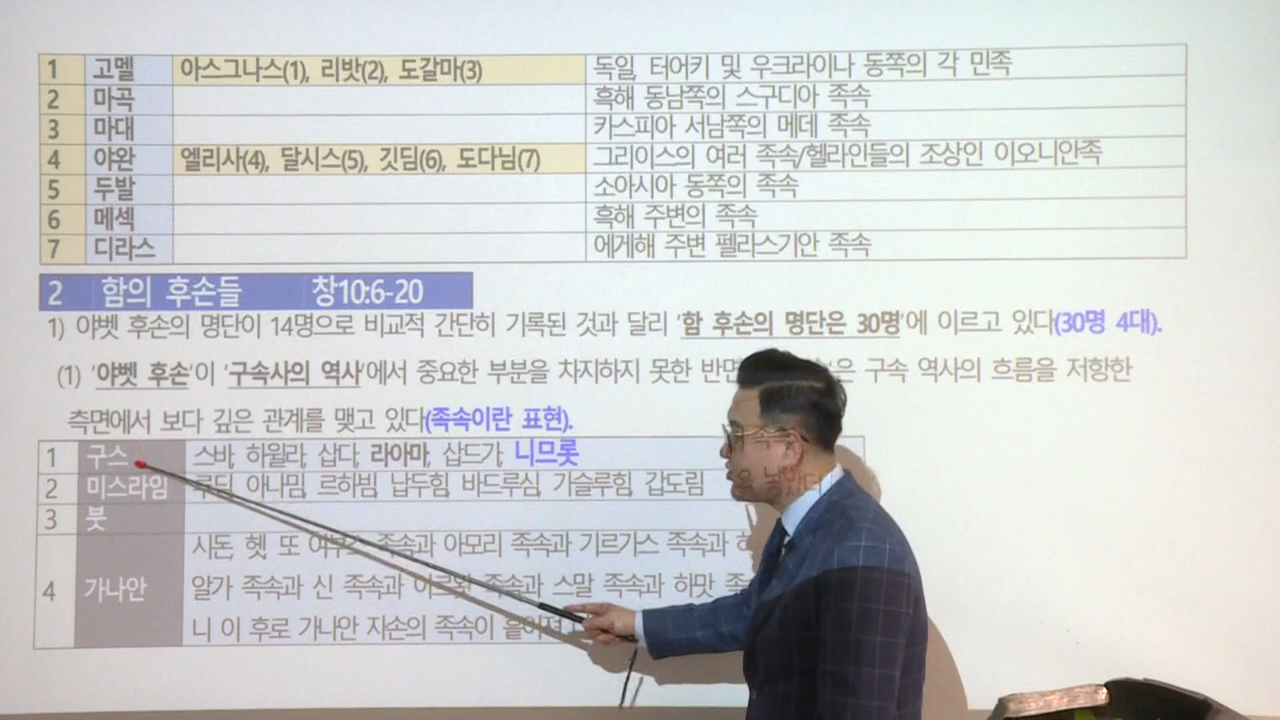 1 고멜 아스그나스(1), 리밧(2), 도갈마(3) 독일, 터어키 및 우크라이나 동쪽의 각 민족
2 마곡 흑해 동남쪽의 스구디아 족속
3 마대 카스피아 서남쪽의 메데 족속
4 야완 엘리사(4), 달시스(5), 깃딤(6), 도다님(7) 그리이스의 여러 족속/헬라인들의 조상인 이오니안족
5 두발 소아시아 동쪽의 족속
6 메섹 흑해 주변의 족속
7 디라스 에게해 주변 펠라스기안 족속
2 함의 후손들 창10:6-20
1) 야벳 후손의 명단이 14명으로 비교적 간단히 기록된 것과 달리 '함 후손의 명단은 30명'에 이르고 있다(30명 4대).
(1) '야벳 후손'이 '구속사의 역사'에서 중요한 부분을 차지하지 못한 반면 은 구속 역사의 흐름을 저항한
측면에서 보다 깊은 관계를 맺고 있다(족속이란 표현).
1 구스 스바, 하윌라, 삽다, 라아마, 삽드가, 니므롯
2 미스라임 루딤, 아나밈, 르하빔, 납두힘, 바드루심, 가슬루힘, 갑도림
3 붓
시돈, 헷, 또 족속과 아모리 족속과 기르가스 족속과
4 가나안 알가 족속과 신 족속과 족속과 스말 족속과 하맛
니 이 후로 가나안 자손의 족속이